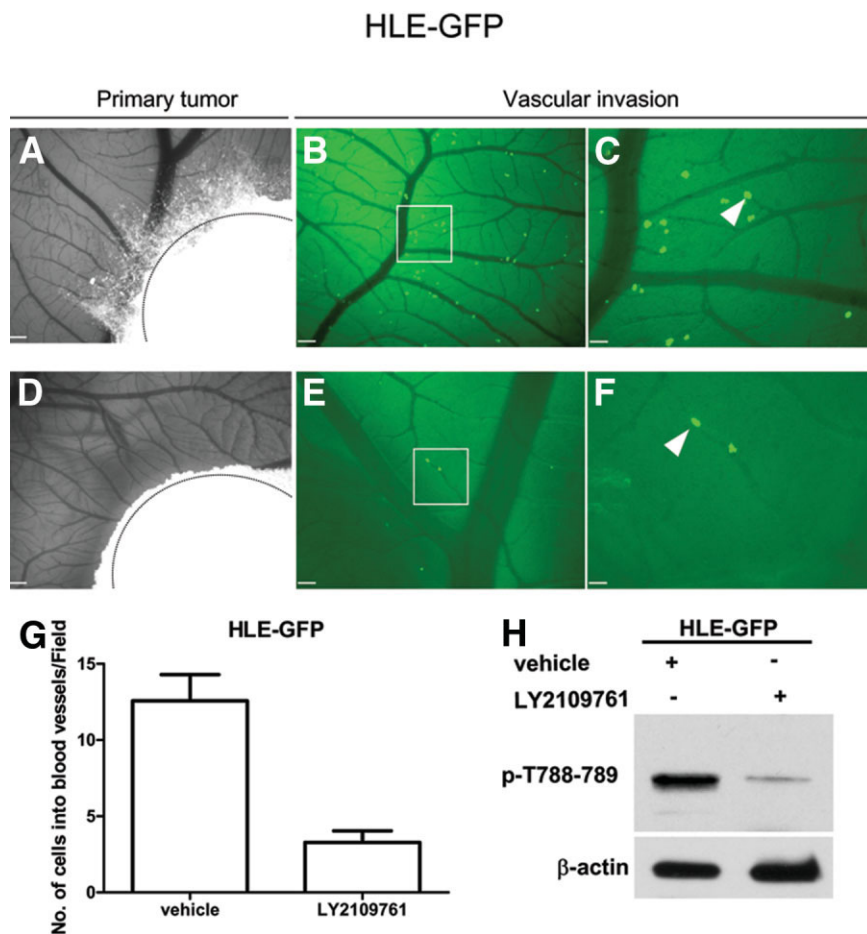 HLE-GFP
Primary tumor Vascular invasion
A B C
D E F
G HLE-GFP
No. of cells into blood vessels/Field
15
10
5
0
vehicle LY2109761
H HLE-GFP
vehicle + -
LY2109761 - +
p-T788-789
β-actin